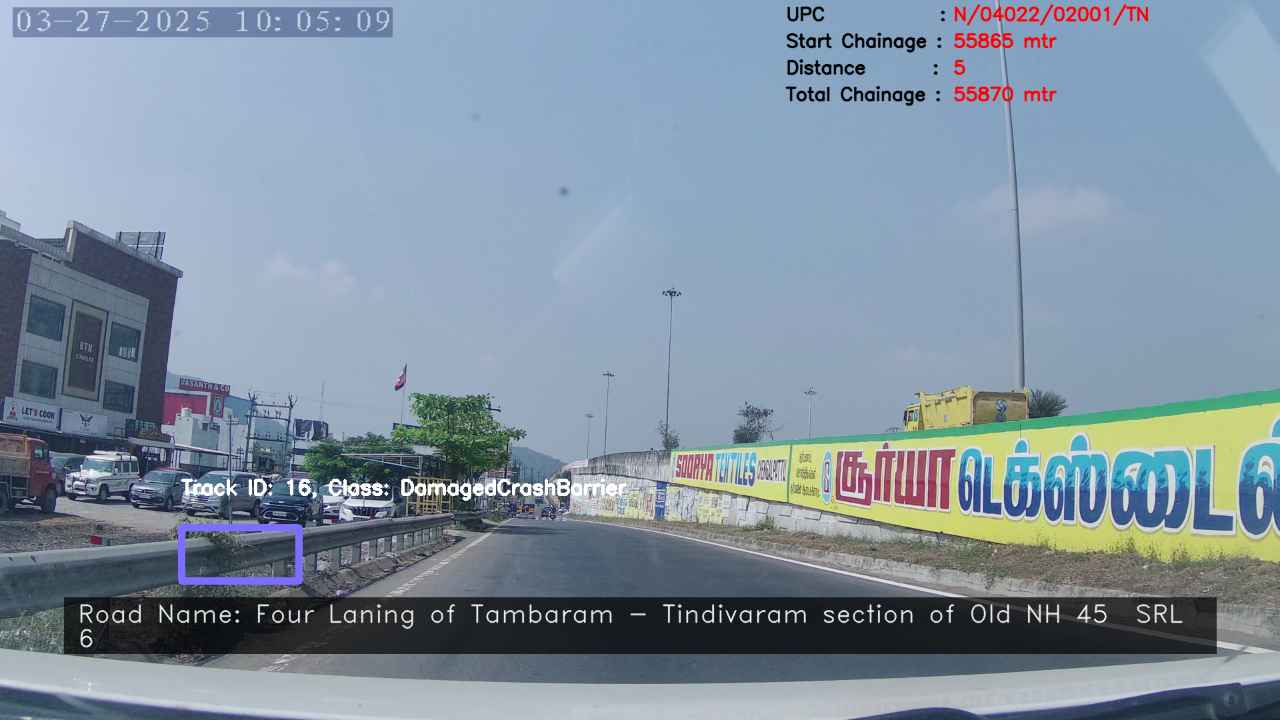 03-27-2025 10:05:09
UPC : N/04022/02001/TN
Start Chainage : 55865 mtr
Distance : 5
Total Chainage : 55870 mtr
BTN
VASANTH & CO
LET'S COOK
SOORYA TEXTILES
சூர்யா டெக்ஸ்டைல்
Track ID: 16, Class: DamagedCrashBarrier
Road Name: Four Laning of Tambaram - Tindivaram section of Old NH 45 SRL
6